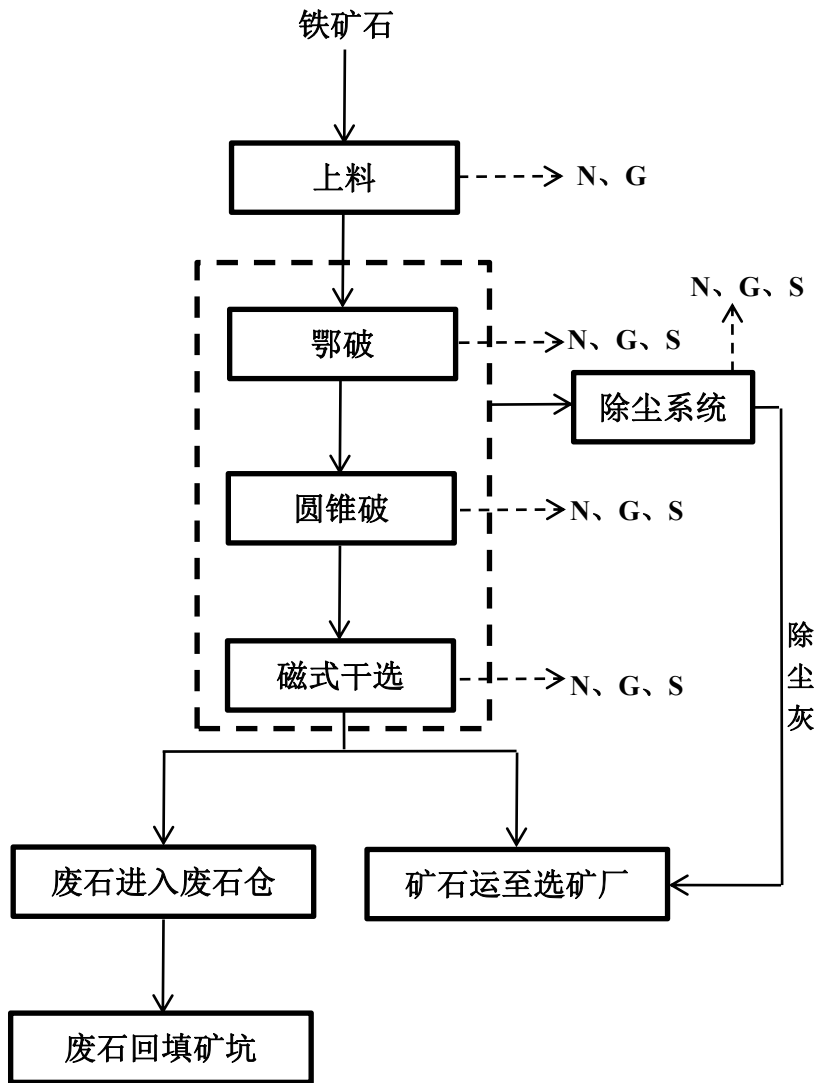 铁矿石
上料
N、G
N、G、S
鄂破
N、G、S
除尘系统
圆锥破
N、G、S
除尘灰
磁式干选
N、G、S
废石进入废石仓
矿石运至选矿厂
废石回填矿坑